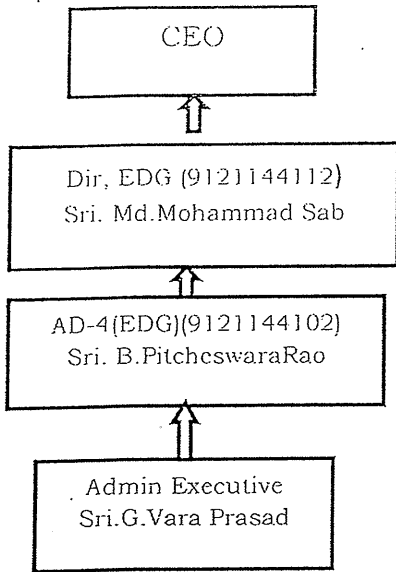 CEO
Dir, EDG (9121144112)
Sri. Md.Mohammad Sab
AD-4(EDG)(9121144102)
Sri. B.PitcheswaraRao
Admin Executive
Sri.G.Vara Prasad